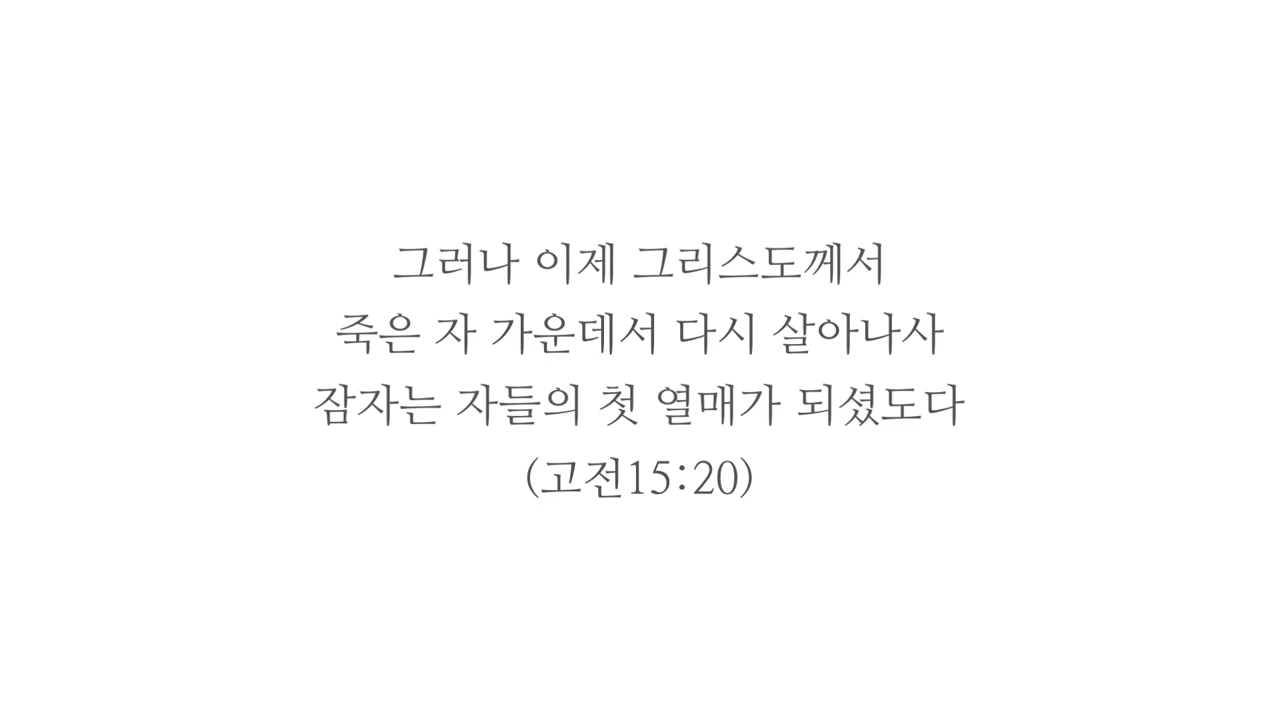 그러나 이제 그리스도께서
죽은 자 가운데서 다시 살아나사
잠자는 자들의 첫 열매가 되셨도다
(고전15:20)